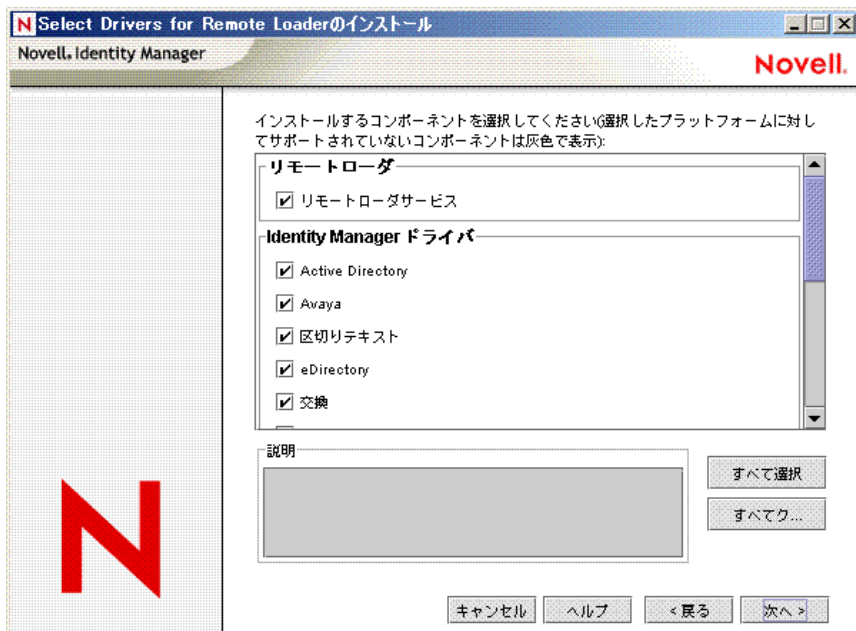 Select Drivers for Remote Loaderのインストール
Novell. Identity Manager
Novell.
インストールするコンポーネントを選択してください(選択したプラットフォームに対し
てサポートされていないコンポーネントは灰色で表示):
リモートローダ
リモートローダサービス
Identity Manager ドライバ
Active Directory
Avaya
区切りテキスト
eDirectory
交換
説明
すべて選択
すべてク...
キャンセル
ヘルプ
< 戻る
次へ >